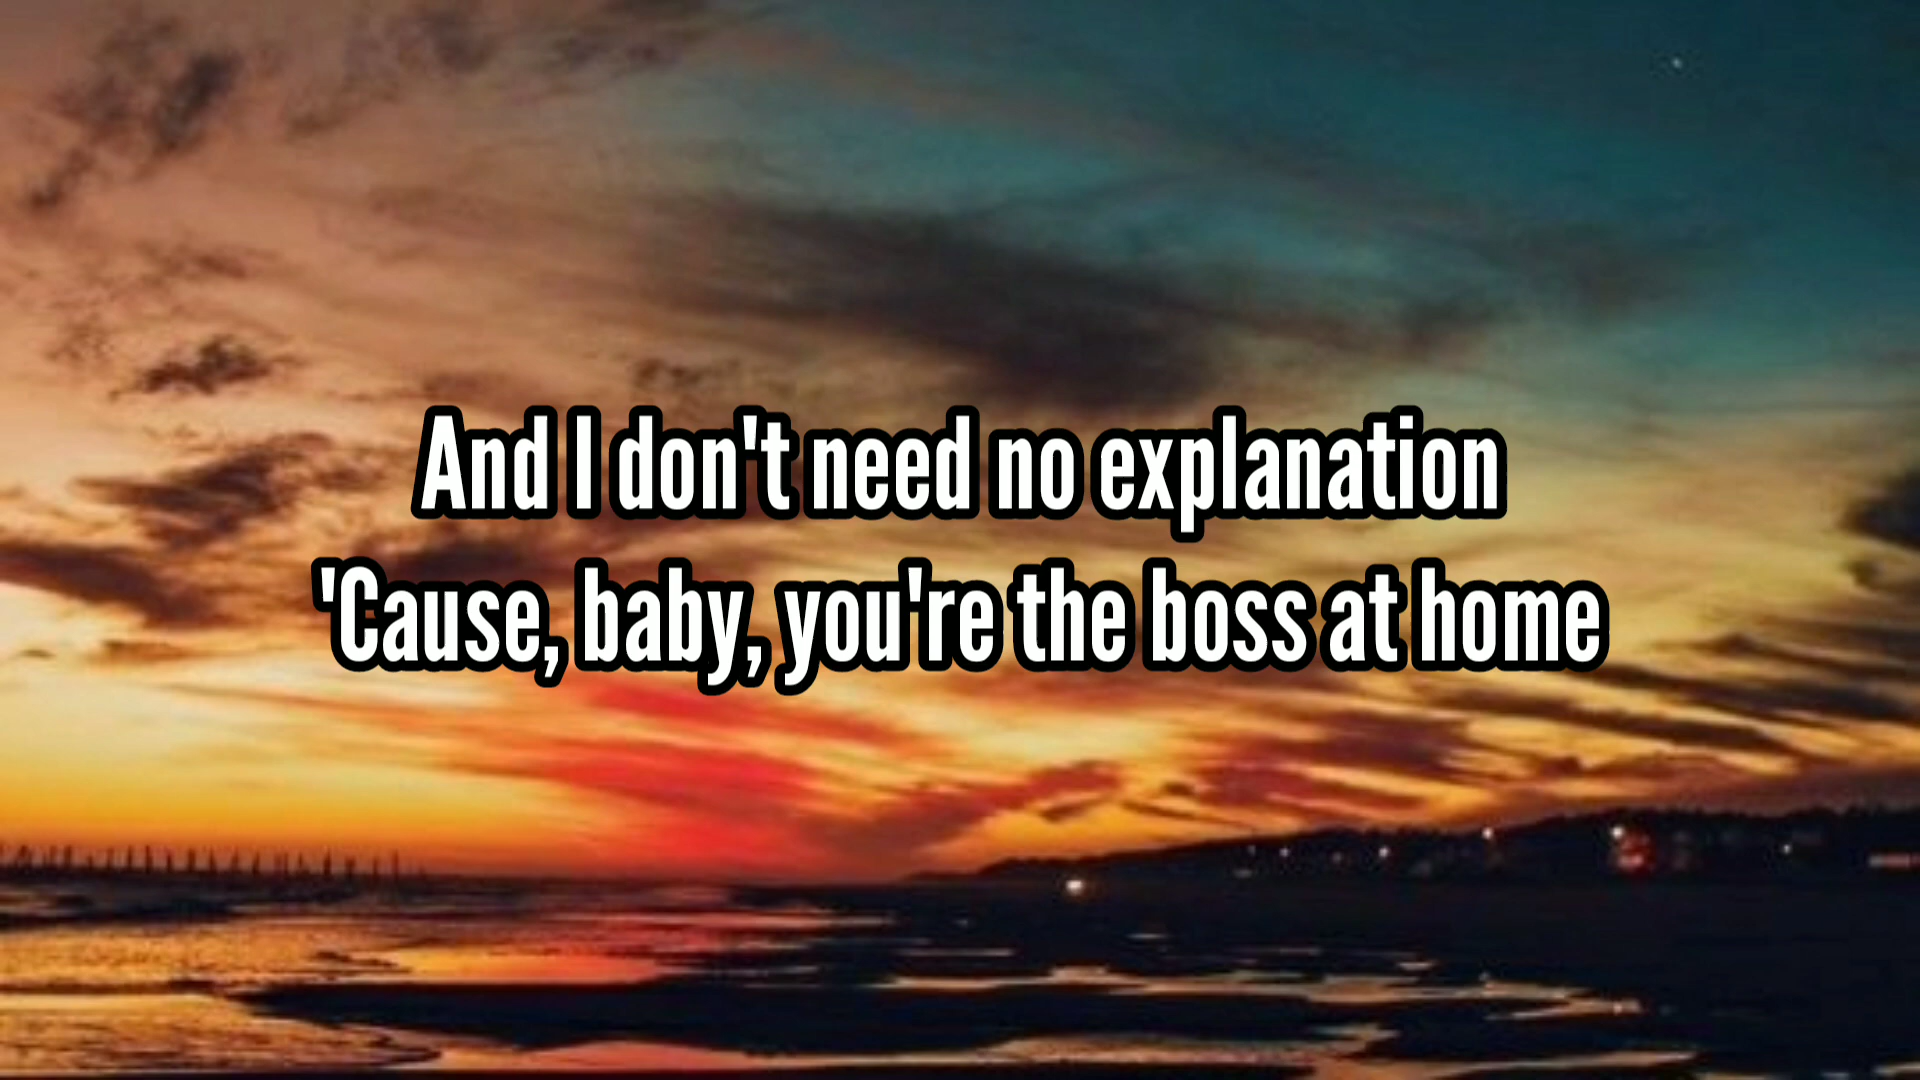 And I don't need no explanation
'Cause, baby, you're the boss at home